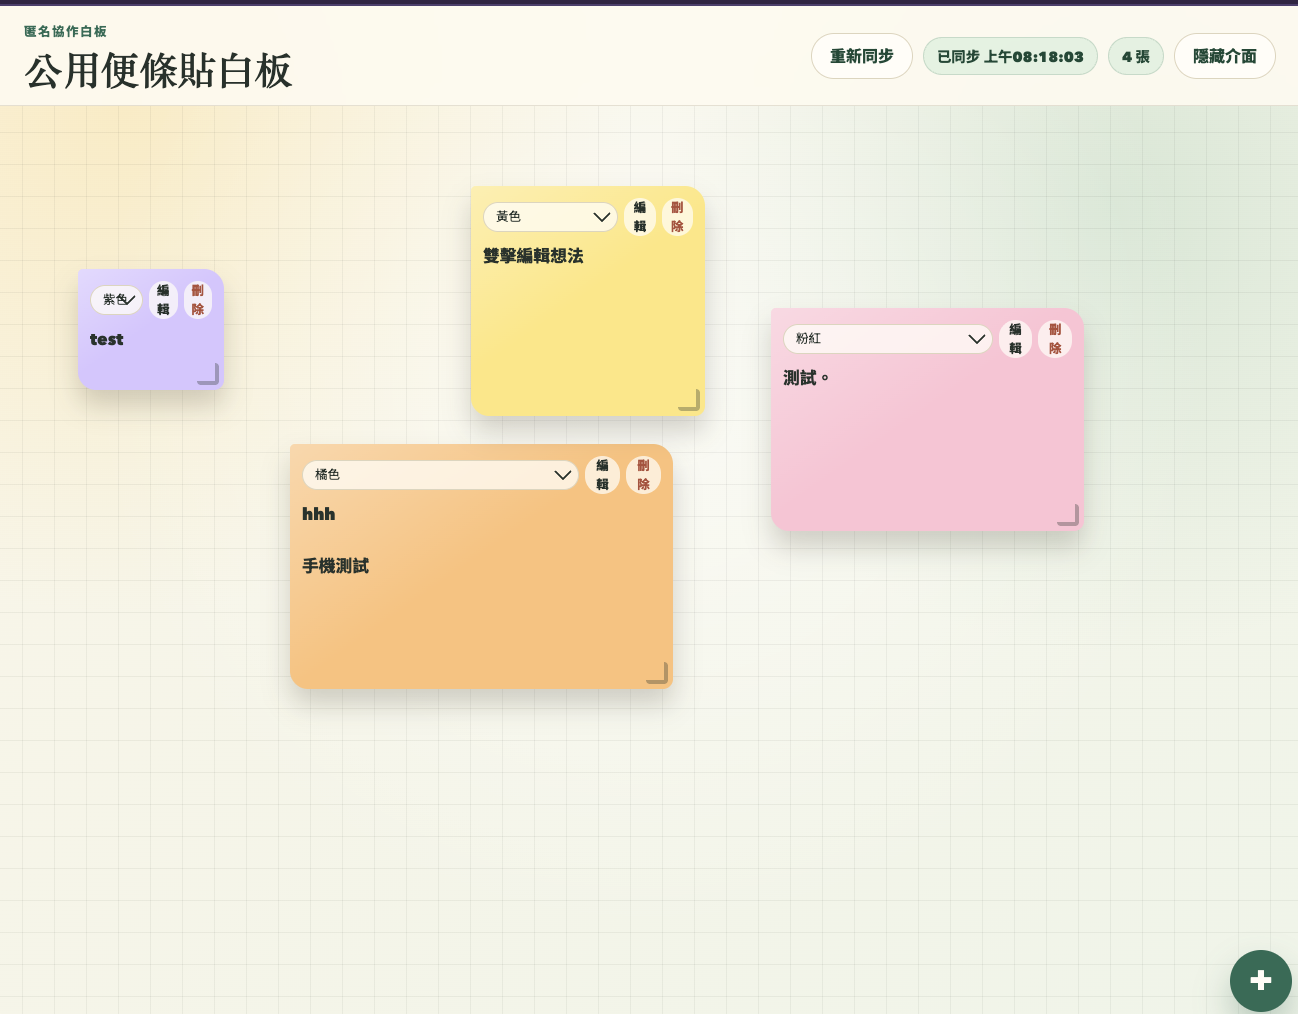 匿名協作白板
公用便條貼白板
重新同步
已同步 上午08:18:03
4 張
隱藏介面
黃色
編輯
刪除
雙擊編輯想法
紫色
編輯
刪除
test
粉紅
編輯
刪除
測試。
橘色
編輯
刪除
hhh
手機測試